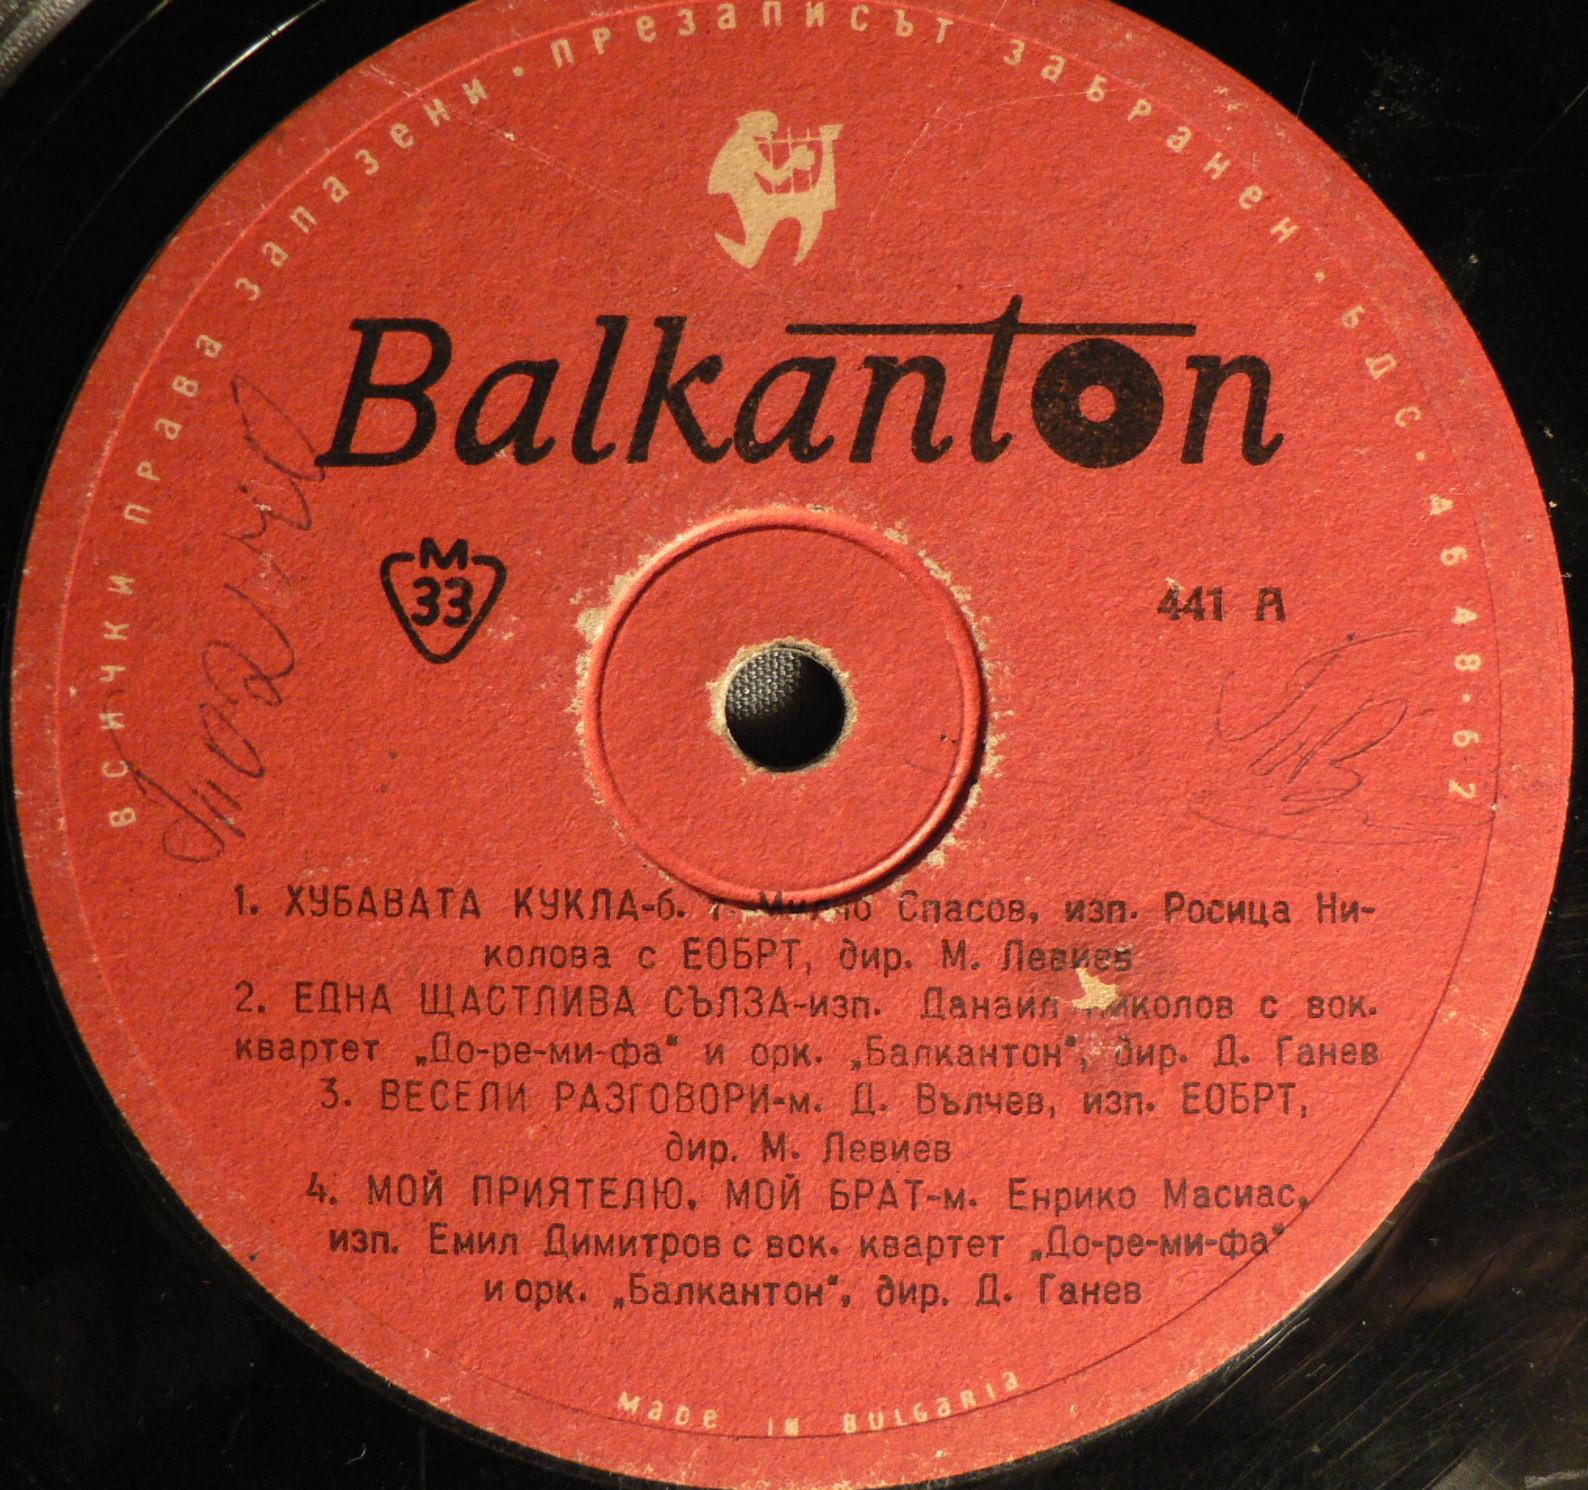 всички права запазени · презаписът забранен · БДС · 4648 · 62
Balkanton
M
33
441 А
1. ХУБАВАТА КУКЛА-б. Спасов, изп. Росица Ни-
колова с ЕОБРТ, дир. М. Левиев
2. ЕДНА ЩАСТЛИВА СЪЛЗА-изп. Данаил Николов с вок.
квартет „До-ре-ми-фа" и орк. „Балкантон", дир. Д. Ганев
3. ВЕСЕЛИ РАЗГОВОРИ-м. Д. Вълчев, изп. ЕОБРТ,
дир. М. Левиев
4. МОЙ ПРИЯТЕЛЮ, МОЙ БРАТ-м. Енрико Масиас,
изп. Емил Димитров с вок. квартет „До-ре-ми-фа"
и орк. „Балкантон", дир. Д. Ганев
Made in Bulgaria